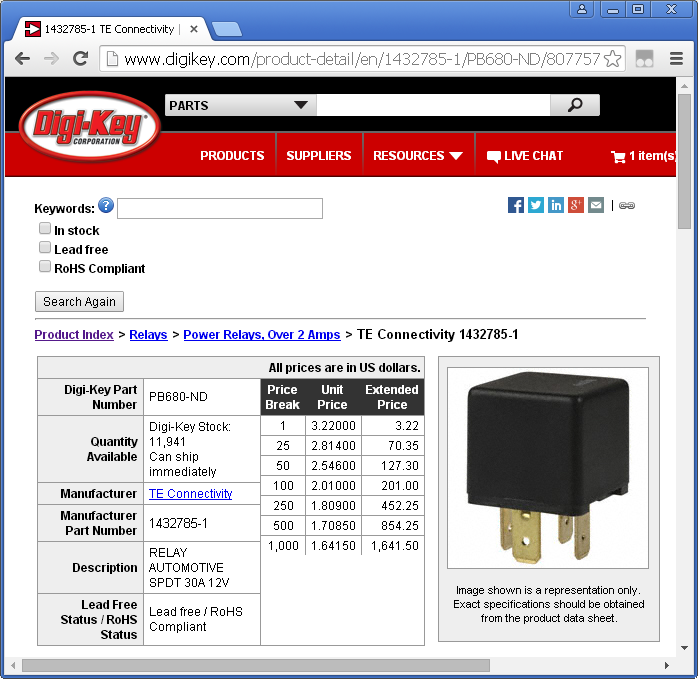 1432785-1 TE Connectivity |
www.digikey.com/product-detail/en/1432785-1/PB680-ND/807757
Digi-Key®
CORPORATION
PARTS
PRODUCTS
SUPPLIERS
RESOURCES
LIVE CHAT
1 item(s
Keywords: ?
In stock
Lead free
RoHS Compliant
Search Again
Product Index > Relays > Power Relays, Over 2 Amps > TE Connectivity 1432785-1
All prices are in US dollars.
Digi-Key Part
Number
PB680-ND
Quantity
Available
Digi-Key Stock:
11,941
Can ship
immediately
Manufacturer
TE Connectivity
Manufacturer
Part Number
1432785-1
Description
RELAY
AUTOMOTIVE
SPDT 30A 12V
Lead Free
Status / RoHS
Status
Lead free / RoHS
Compliant
Price Unit Extended
Break Price Price
1 3.22000 3.22
25 2.81400 70.35
50 2.54600 127.30
100 2.01000 201.00
250 1.80900 452.25
500 1.70850 854.25
1,000 1.64150 1,641.50
Image shown is a representation only.
Exact specifications should be obtained
from the product data sheet.